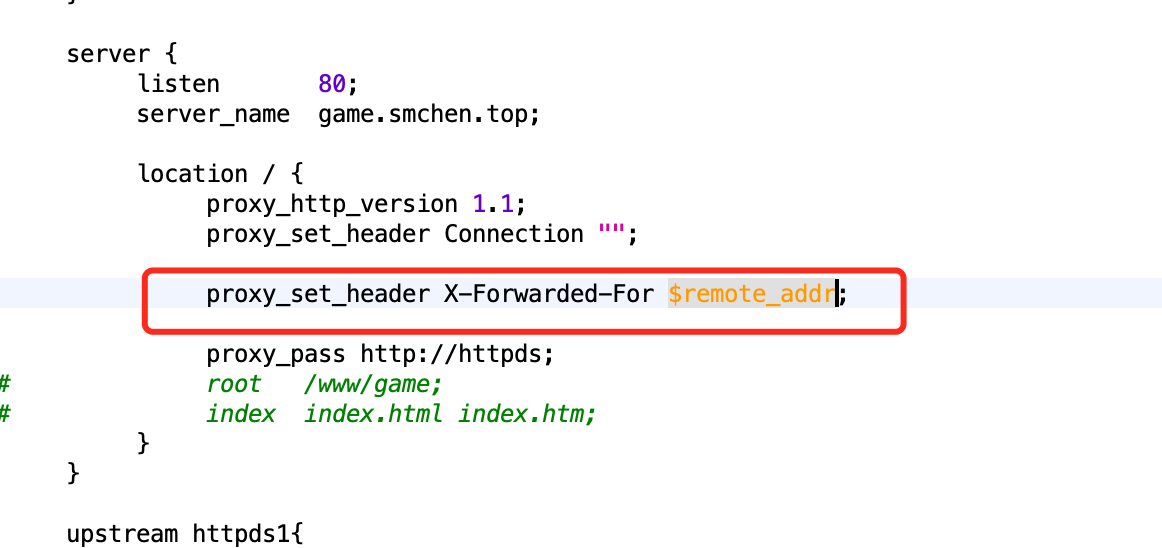 server {
listen 80;
server_name game.smchen.top;
location / {
proxy_http_version 1.1;
proxy_set_header Connection "";
proxy_set_header X-Forwarded-For $remote_addr;
proxy_pass http://httpds;
# root /www/game;
# index index.html index.htm;
}
}
upstream httpds1{